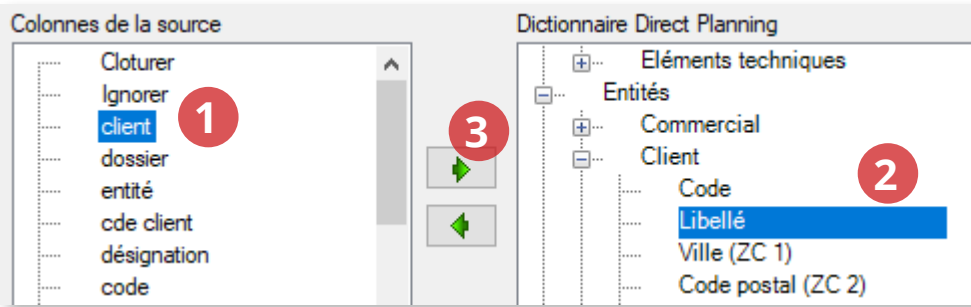 Colonnes de la source
Cloturer
Ignorer
client
1
dossier
entité
cde client
désignation
code
3
Dictionnaire Direct Planning
Eléments techniques
Entités
Commercial
Client
Code
2
Libellé
Ville (ZC 1)
Code postal (ZC 2)